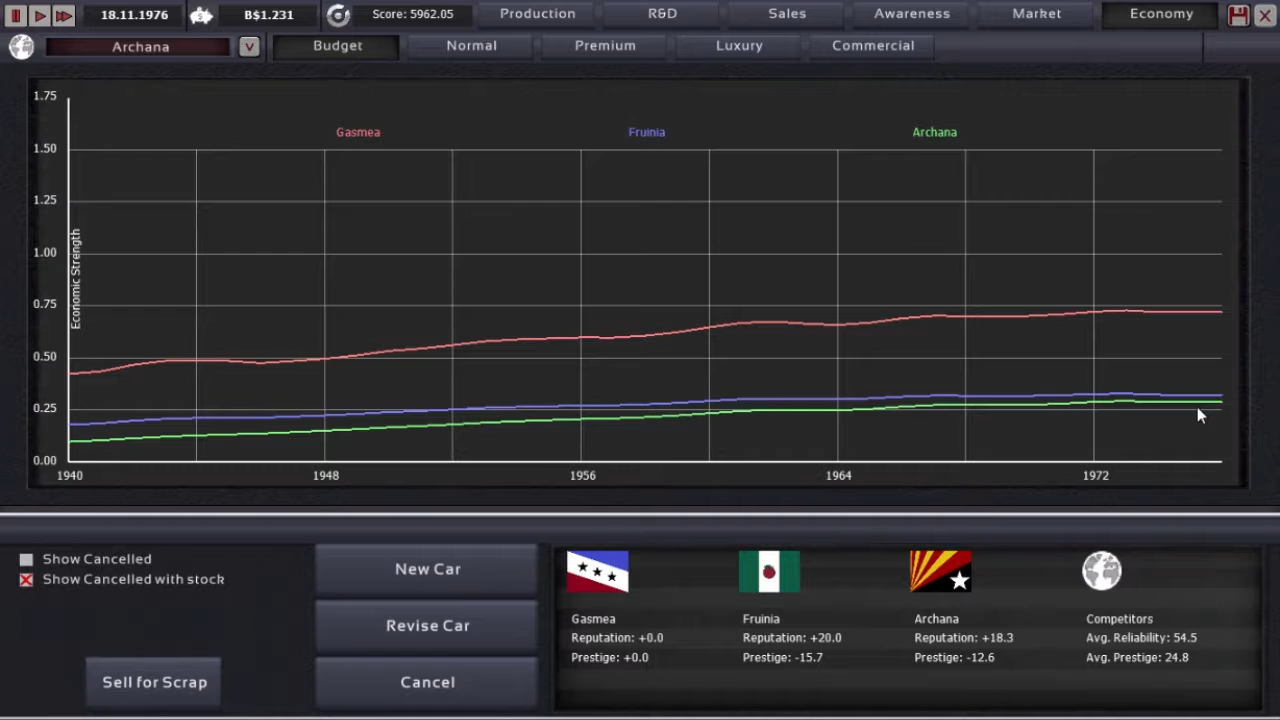 18.11.1976 B$1.231 Score: 5962.05 Production R&D Sales Awareness Market Economy
Archana V Budget Normal Premium Luxury Commercial
1.75
Gasmea Fruinia Archana
1.50
1.25
1.00
Economic Strength
0.75
0.50
0.25
0.00
1940 1948 1956 1964 1972
Show Cancelled
Show Cancelled with stock
New Car
Revise Car
Sell for Scrap
Cancel
Gasmea
Reputation: +0.0
Prestige: +0.0
Fruinia
Reputation: +20.0
Prestige: -15.7
Archana
Reputation: +18.3
Prestige: -12.6
Competitors
Avg. Reliability: 54.5
Avg. Prestige: 24.8